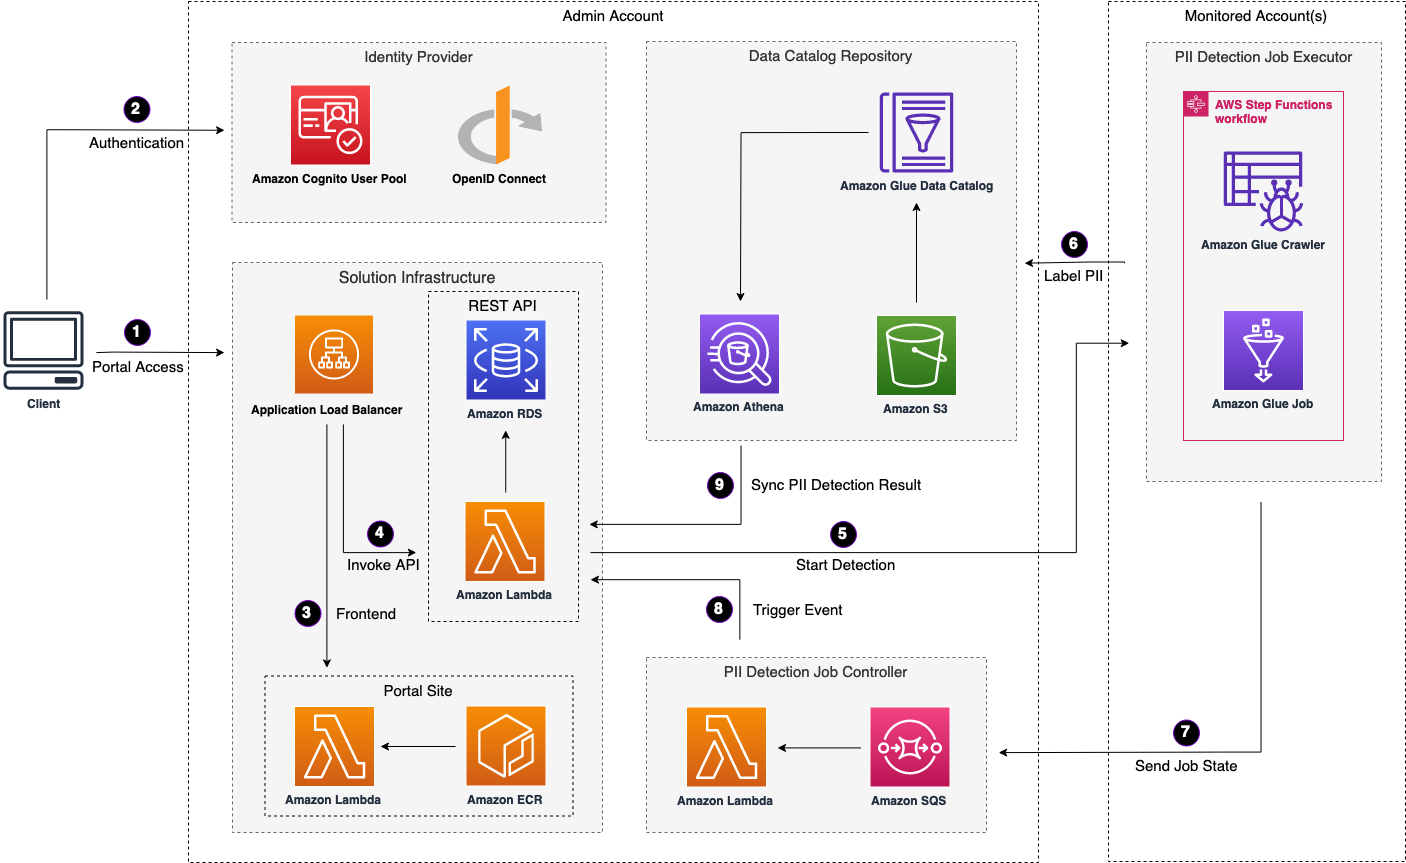 Admin Account
Monitored Account(s)
Identity Provider
Data Catalog Repository
PII Detection Job Executor
2
Authentication
Amazon Cognito User Pool
OpenID Connect
Amazon Glue Data Catalog
AWS Step Functions
workflow
Amazon Glue Crawler
6
Label PII
Solution Infrastructure
REST API
1
Portal Access
Client
Application Load Balancer
Amazon RDS
Amazon Athena
Amazon S3
Amazon Glue Job
9
Sync PII Detection Result
4
Invoke API
5
Start Detection
Amazon Lambda
3
Frontend
8
Trigger Event
PII Detection Job Controller
Portal Site
7
Send Job State
Amazon Lambda
Amazon ECR
Amazon Lambda
Amazon SQS